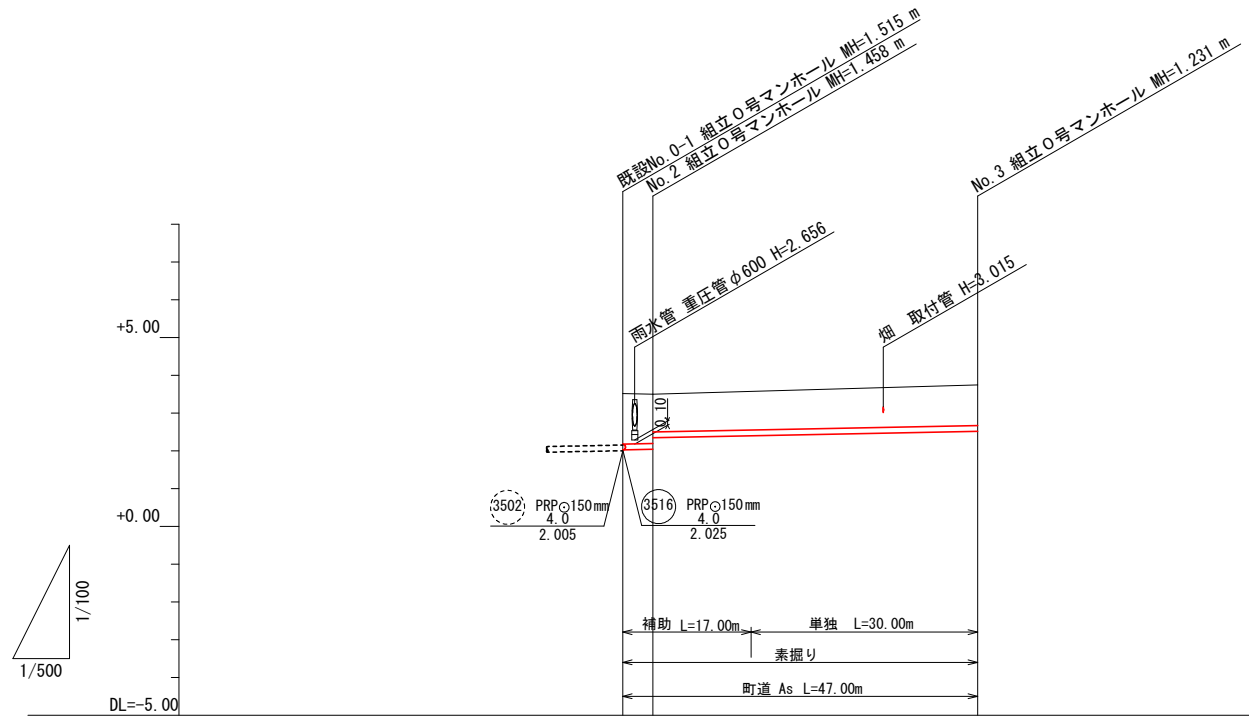 既設No.0-1 組立０号マンホール MH=1.515 m
No.2 組立０号マンホール MH=1.458 m
No.3 組立０号マンホール MH=1.231 m
雨水管 重圧管φ600 H=2.656
畑 取付管 H=3.015
+5.00
0.10
3502 PRP⊙150mm
4.0
2.005
3516 PRP⊙150mm
4.0
2.025
+0.00
1/100
1/500
補助 L=17.00m
単独 L=30.00m
素掘り
町道 As L=47.00m
DL=-5.00